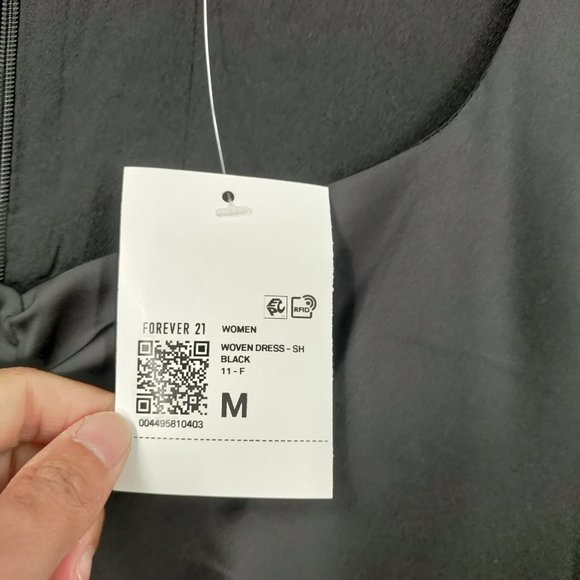 RFID
FOREVER 21 WOMEN
WOVEN DRESS - SH
BLACK
11 - F
M
004495810403